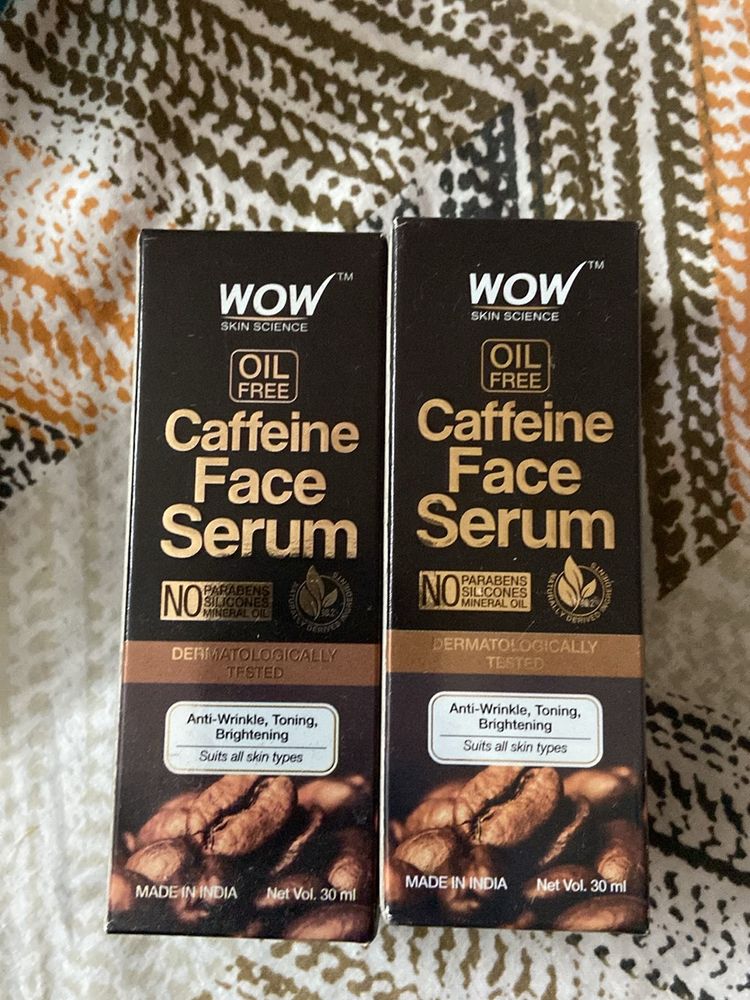 WOW™
SKIN SCIENCE
OIL
FREE
Caffeine
Face
Serum
NO PARABENS
SILICONES
MINERAL OIL
DERMATOLOGICALLY
TESTED
Anti-Wrinkle, Toning,
Brightening
Suits all skin types
MADE IN INDIA Net Vol. 30 ml
WOW™
SKIN SCIENCE
OIL
FREE
Caffeine
Face
Serum
NO PARABENS
SILICONES
MINERAL OIL
NATURALLY DERIVED INGREDIENTS
DERMATOLOGICALLY
TESTED
Anti-Wrinkle, Toning,
Brightening
Suits all skin types
MADE IN INDIA Net Vol. 30 ml